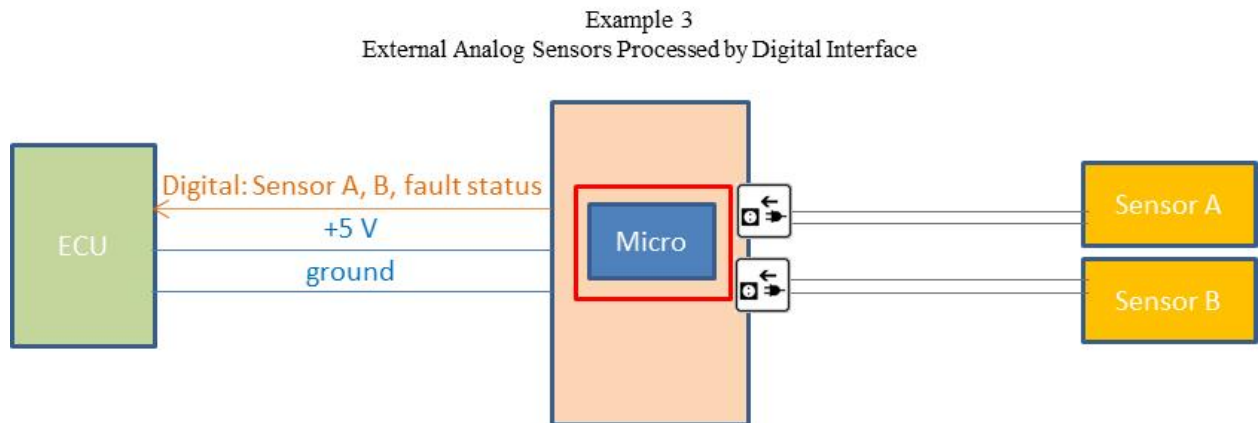 Example 3
External Analog Sensors Processed by Digital Interface
Digital: Sensor A, B, fault status
+5 V
ground
ECU
Micro
Sensor A
Sensor B